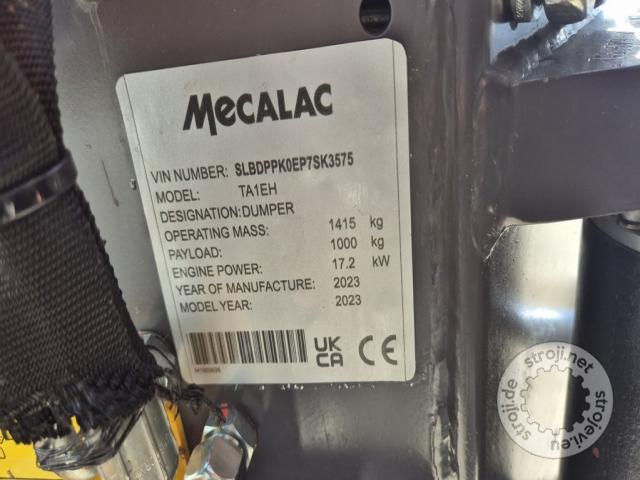 MECALAC
VIN NUMBER: SLBDPPK0EP7SK3575
MODEL: TA1EH
DESIGNATION: DUMPER
OPERATING MASS: 1415 kg
PAYLOAD: 1000 kg
ENGINE POWER: 17.2 kW
YEAR OF MANUFACTURE: 2023
MODEL YEAR: 2023
UK
CA
CE
stroji.de
stroji.net
strojevi.eu